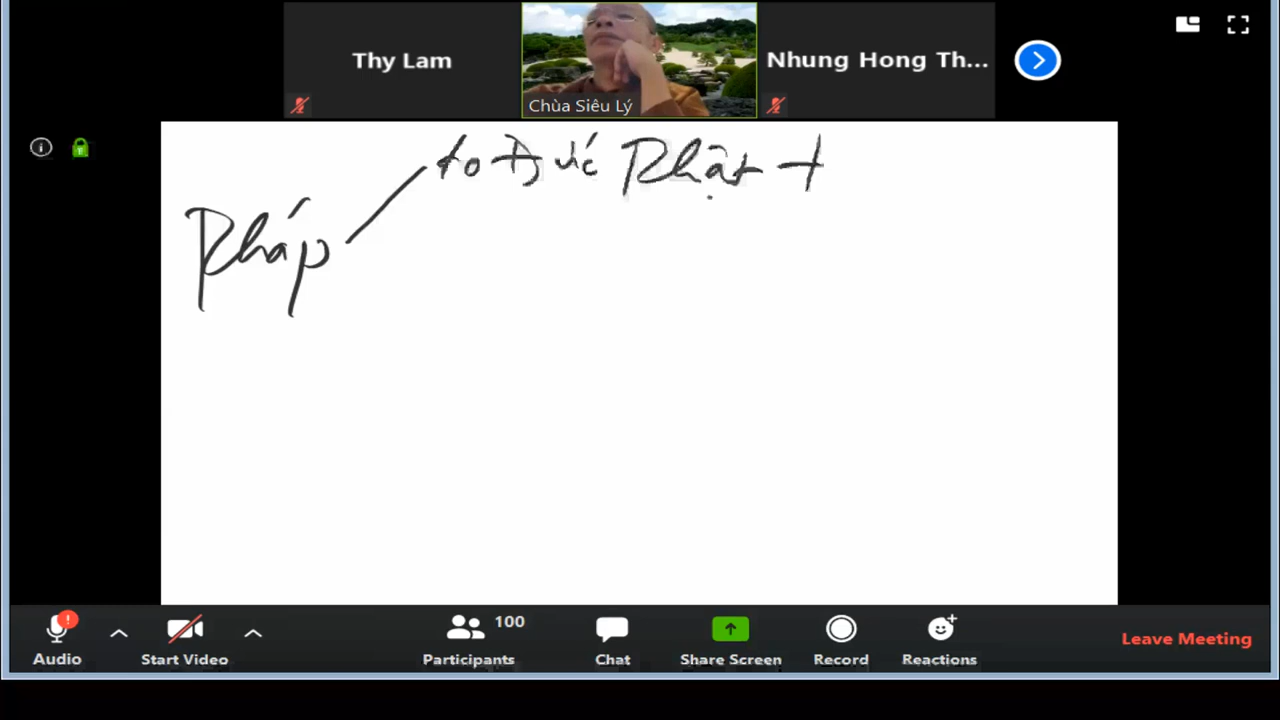 Thy Lam
Chùa Siêu Lý
Nhung Hong Th...
to Đức Phật t
Pháp
100
Audio
Start Video
Participants
Chat
Share Screen
Record
Reactions
Leave Meeting